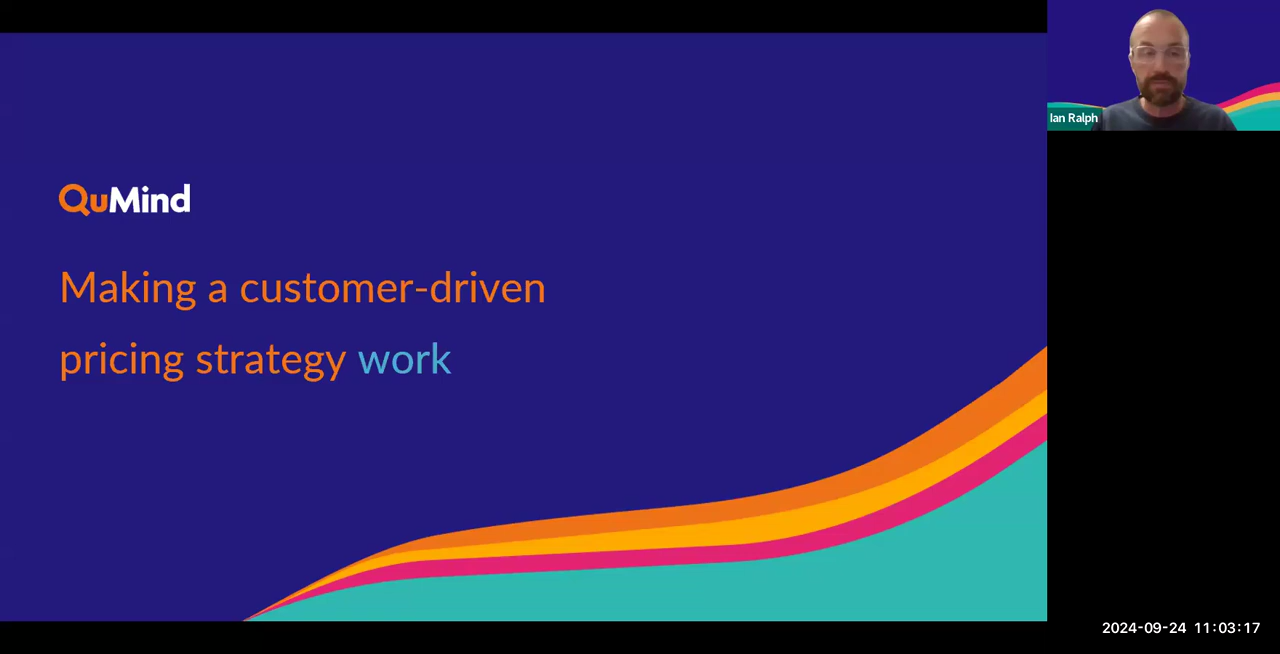 QuMind
Making a customer-driven
pricing strategy work
Ian Ralph
2024-09-24 11:03:17